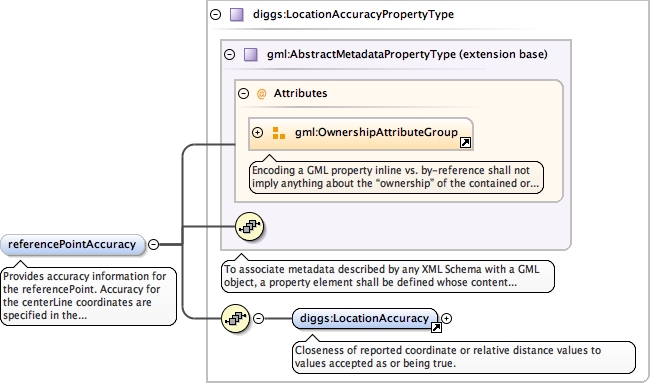 diggs:LocationAccuracyPropertyType
gml:AbstractMetadataPropertyType (extension base)
@ Attributes
gml:OwnershipAttributeGroup
Encoding a GML property inline vs. by-reference shall not
imply anything about the “ownership” of the contained or...
referencePointAccuracy
Provides accuracy information for
the referencePoint. Accuracy for
the centerLine coordinates are
specified in the...
To associate metadata described by any XML Schema with a GML
object, a property element shall be defined whose content...
diggs:LocationAccuracy
Closeness of reported coordinate or relative distance values to
values accepted as or being true.